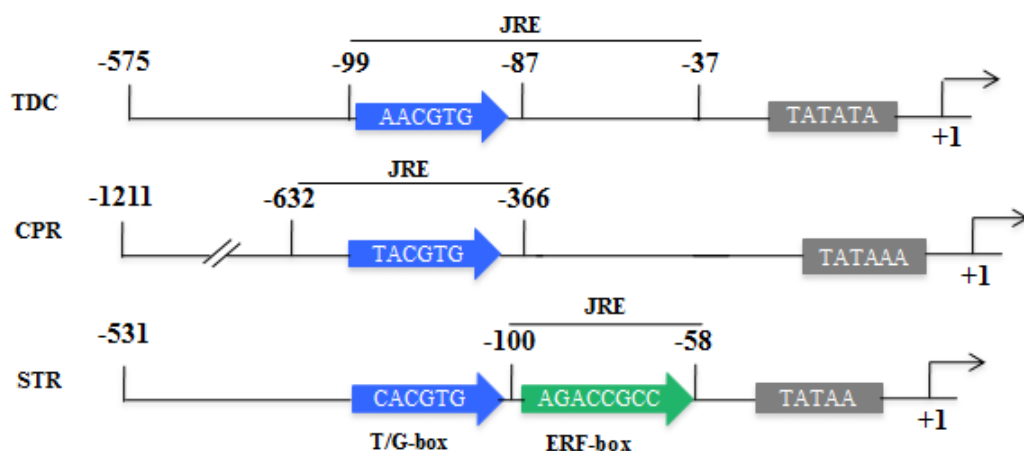 JRE
-575 -99 -87 -37
TDC AACGTG TATATA
+1
JRE
-1211 -632 -366
CPR TACGTG TATAAA
+1
JRE
-531 -100 -58
STR CACGTG AGACCGCC TATAA
+1
T/G-box ERF-box